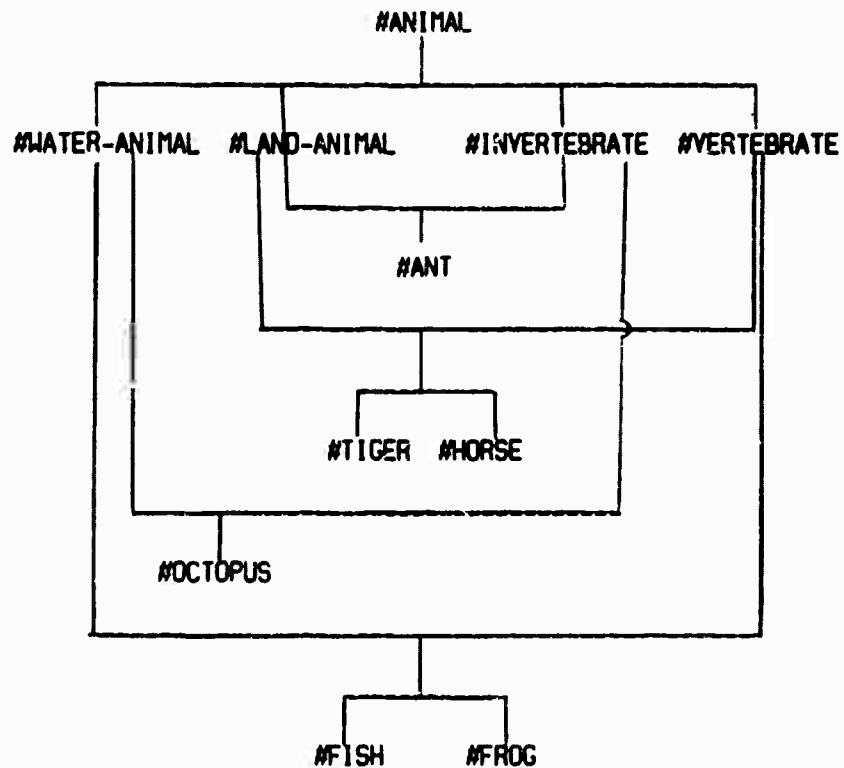 #ANIMAL
#WATER-ANIMAL #LAND-ANIMAL #INVERTEBRATE #VERTEBRATE
#ANT
#TIGER #HORSE
#OCTOPUS
#FISH #FROG